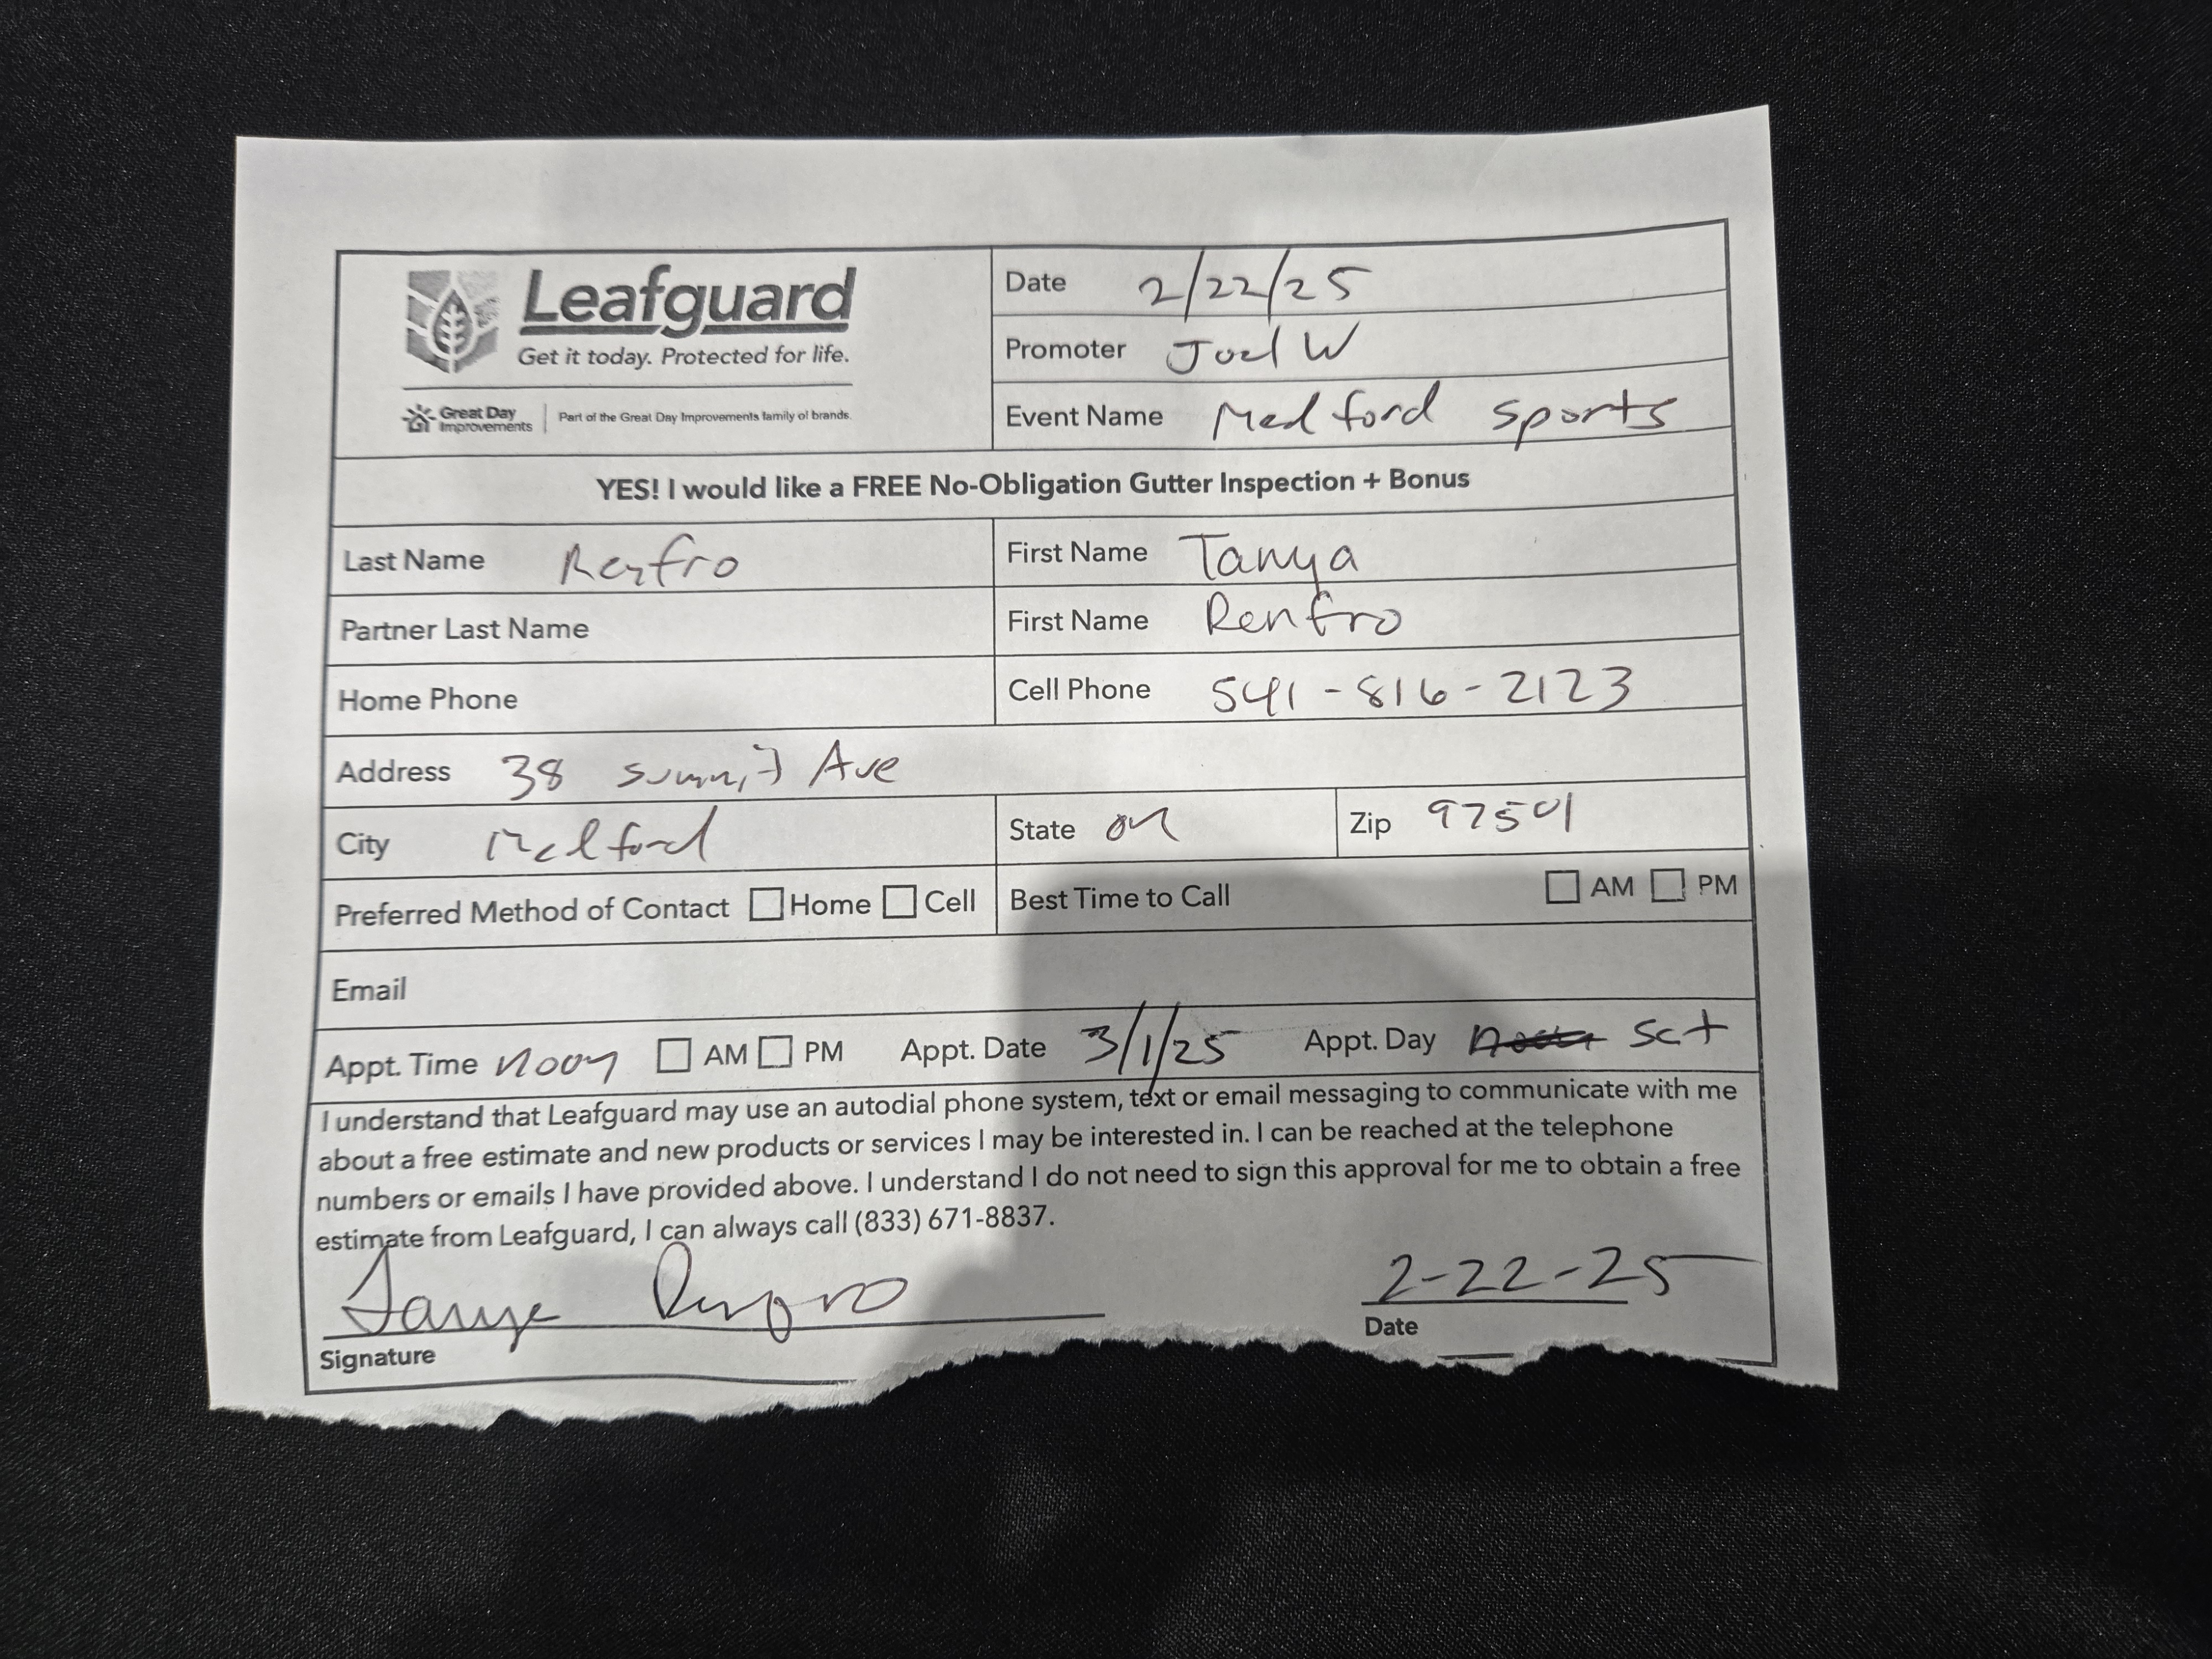 Leafguard
Get it today. Protected for life.
Great Day Improvements | Part of the Great Day Improvements family of brands.
Date 2/22/25
Promoter Joel W
Event Name Medford sports
YES! I would like a FREE No-Obligation Gutter Inspection + Bonus
Last Name Renfro First Name Tanya
Partner Last Name First Name Renfro
Home Phone Cell Phone 541-816-2123
Address 38 Summit Ave
City Medford State OR Zip 97501
Preferred Method of Contact Home Cell Best Time to Call AM PM
Email
Appt. Time Noon AM PM Appt. Date 3/1/25 Appt. Day Sat
I understand that Leafguard may use an autodial phone system, text or email messaging to communicate with me
about a free estimate and new products or services I may be interested in. I can be reached at the telephone
numbers or emails I have provided above. I understand I do not need to sign this approval for me to obtain a free
estimate from Leafguard, I can always call (833) 671-8837.
Tanya Renfro 2-22-25
Signature Date